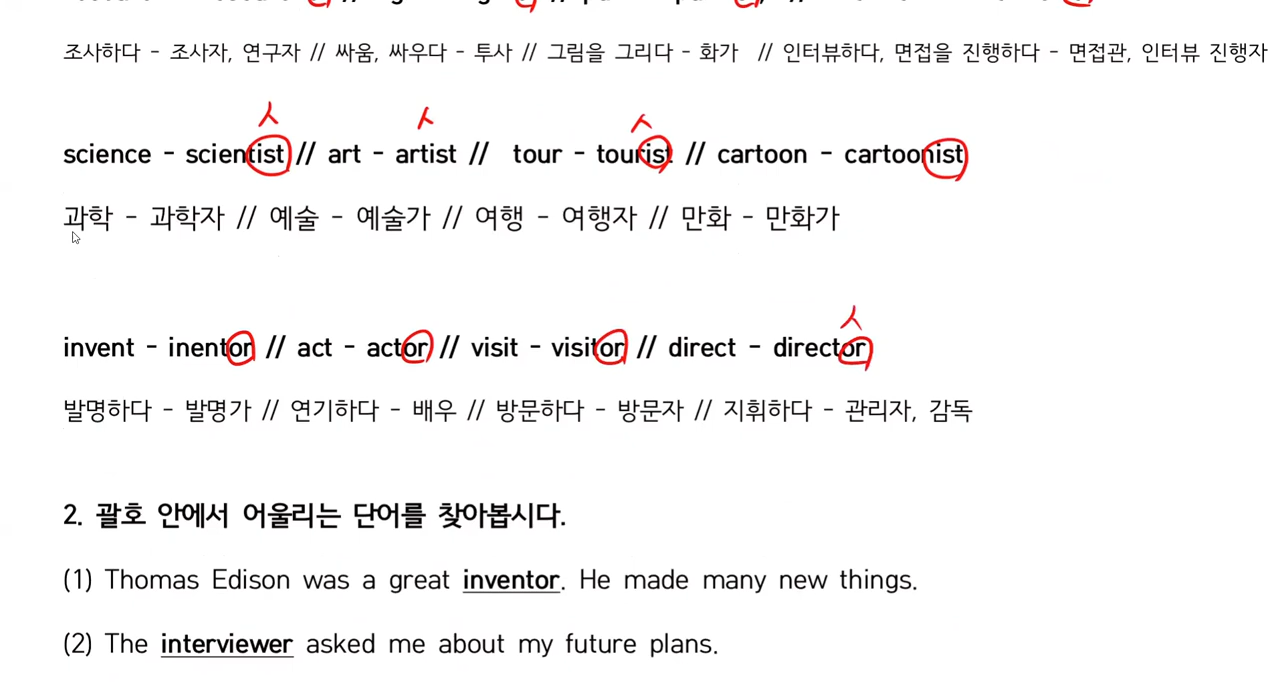 조사하다 - 조사자, 연구자 // 싸움, 싸우다 - 투사 // 그림을 그리다 - 화가 // 인터뷰하다, 면접을 진행하다 - 면접관, 인터뷰 진행자
ㅅ ㅅ ㅅ
science - scientist // art - artist // tour - tourist // cartoon - cartoonist
과학 - 과학자 // 예술 - 예술가 // 여행 - 여행자 // 만화 - 만화가
ㅅ
invent - inentor // act - actor // visit - visitor // direct - director
발명하다 - 발명가 // 연기하다 - 배우 // 방문하다 - 방문자 // 지휘하다 - 관리자, 감독
2. 괄호 안에서 어울리는 단어를 찾아봅시다.
(1) Thomas Edison was a great inventor. He made many new things.
(2) The interviewer asked me about my future plans.